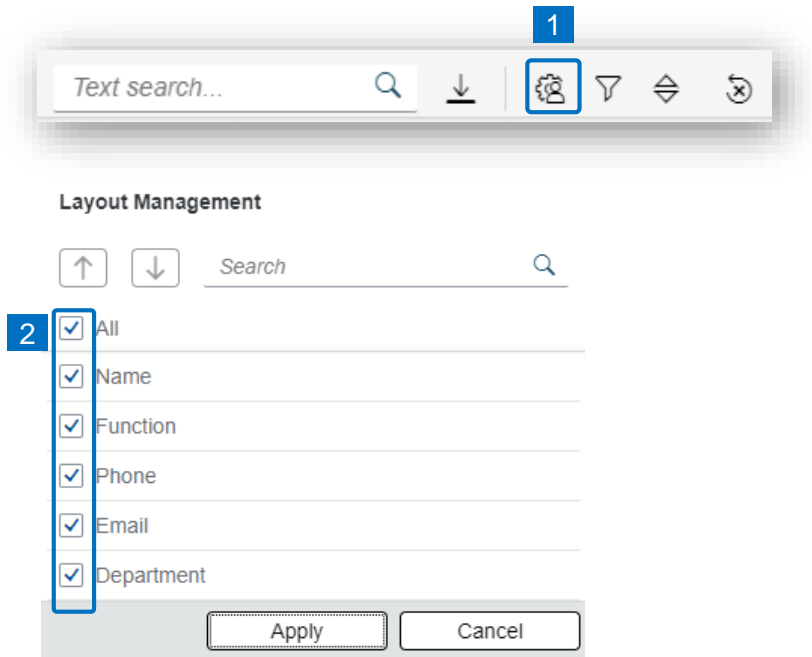 1
Text search...
Layout Management
Search
2
All
Name
Function
Phone
Email
Department
Apply Cancel